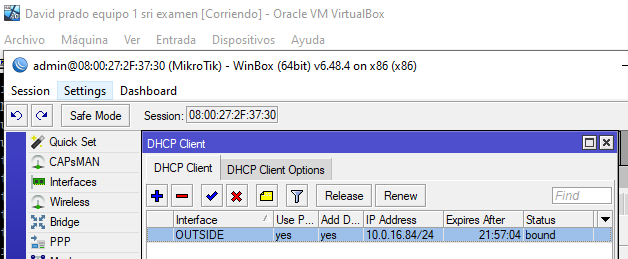 David prado equipo 1 sri examen [Corriendo] - Oracle VM VirtualBox
Archivo Máquina Ver Entrada Dispositivos Ayuda
admin@08:00:27:2F:37:30 (MikroTik) - WinBox (64bit) v6.48.4 on x86 (x86)
Session Settings Dashboard
Safe Mode Session: 08:00:27:2F:37:30
Quick Set
CAPsMAN
Interfaces
Wireless
Bridge
PPP
DHCP Client
DHCP Client DHCP Client Options
Release Renew Find
Interface Use P... Add D... IP Address Expires After Status
OUTSIDE yes yes 10.0.16.84/24 21:57:04 bound